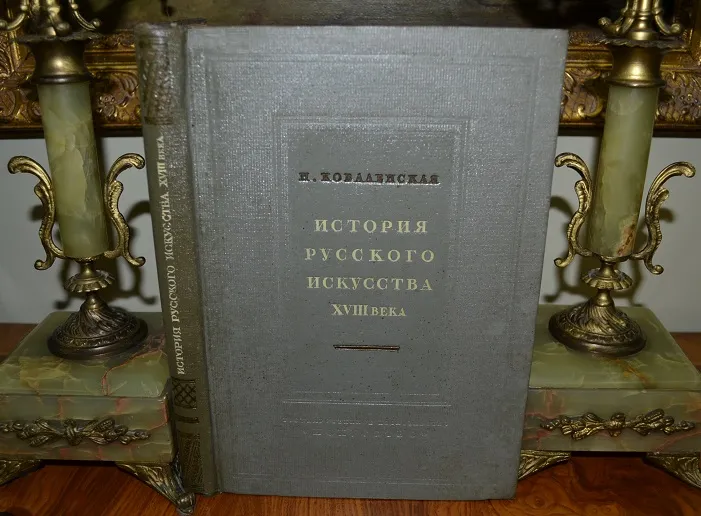 ИСТОРИЯ РУССКОГО ИСКУССТВА XVIII ВЕКА
Н. КОВАЛЕНСКАЯ
ИСТОРИЯ
РУССКОГО
ИСКУССТВА
XVIII ВЕКА